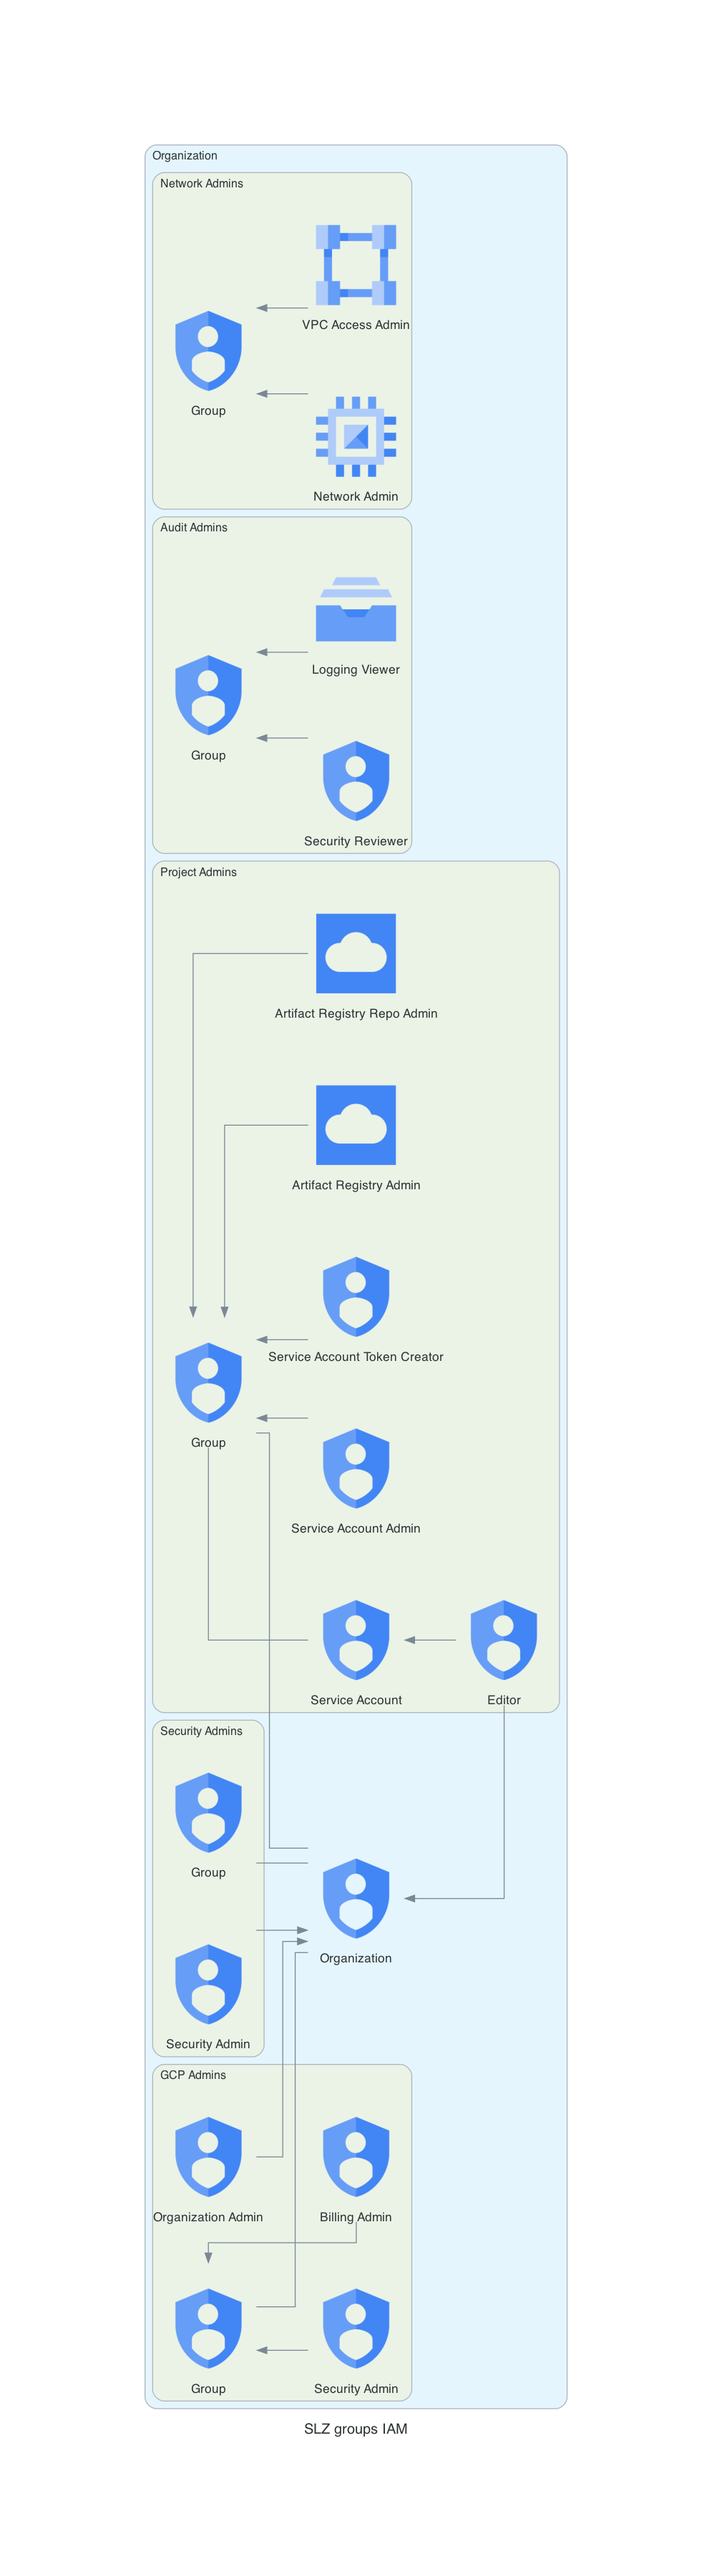 Organization
Network Admins
VPC Access Admin
Group
Network Admin
Audit Admins
Logging Viewer
Group
Security Reviewer
Project Admins
Artifact Registry Repo Admin
Artifact Registry Admin
Service Account Token Creator
Group
Service Account Admin
Service Account
Editor
Security Admins
Group
Organization
Security Admin
GCP Admins
Organization Admin
Billing Admin
Group
Security Admin
SLZ groups IAM